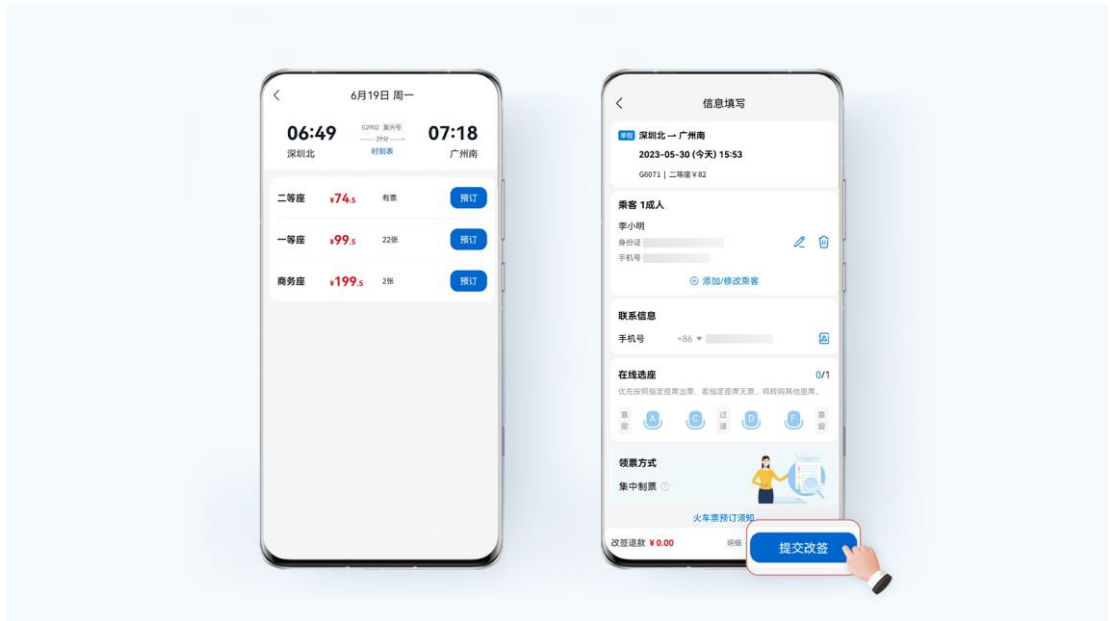 6月19日 周一
06:49
G2902 复兴号
07:18
29分
深圳北
时刻表
广州南
二等座
¥74.5
有票
预订
一等座
¥99.5
22张
预订
商务座
¥199.5
2张
预订
信息填写
单程 深圳北 → 广州南
2023-05-30 (今天) 15:53
G6071 | 二等座¥82
乘客 1成人
李小明
身份证
手机号
添加/修改乘客
联系信息
手机号 +86
在线选座 0/1
优先按照指定座席出票，若指定座席无票，将转购其他座席。
靠窗 A C 过道 D F 靠窗
领票方式
集中制票
火车票预订须知
改签退款 ¥0.00
明细
提交改签